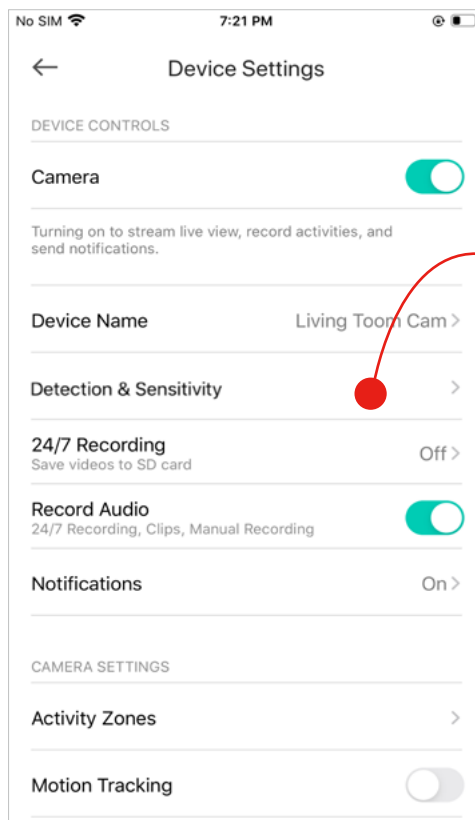 No SIM 7:21 PM
Device Settings
DEVICE CONTROLS
Camera
Turning on to stream live view, record activities, and
send notifications.
Device Name Living Toom Cam
Detection & Sensitivity
24/7 Recording Off
Save videos to SD card
Record Audio
24/7 Recording, Clips, Manual Recording
Notifications On
CAMERA SETTINGS
Activity Zones
Motion Tracking